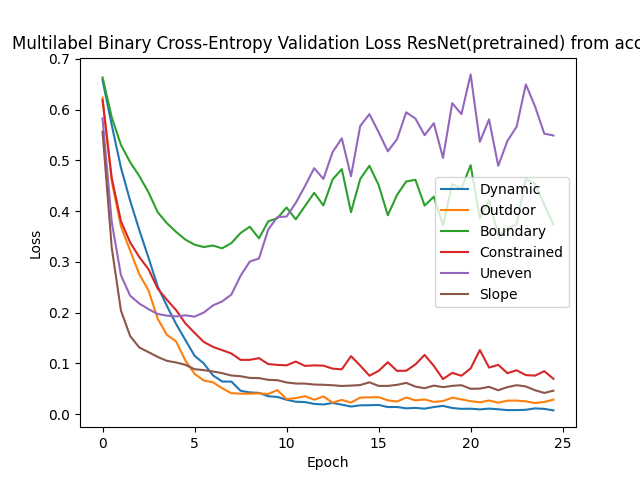 Multilabel Binary Cross-Entropy Validation Loss ResNet(pretrained) from acc
0.7
0.6
0.5
0.4
0.3
0.2
0.1
0.0
Loss
Dynamic
Outdoor
Boundary
Constrained
Uneven
Slope
0 5 10 15 20 25
Epoch